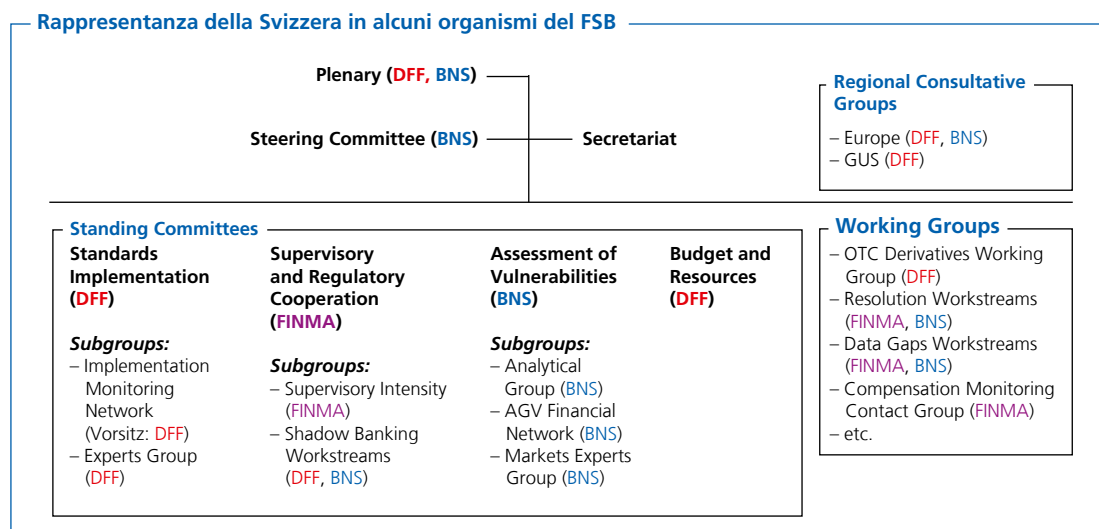 Rappresentanza della Svizzera in alcuni organismi del FSB
Plenary (DFF, BNS)
Steering Committee (BNS)
Secretariat
Regional Consultative
Groups
– Europe (DFF, BNS)
– GUS (DFF)
Standing Committees
Standards
Implementation
(DFF)
Subgroups:
– Implementation
Monitoring
Network
(Vorsitz: DFF)
– Experts Group
(DFF)
Supervisory
and Regulatory
Cooperation
(FINMA)
Subgroups:
– Supervisory Intensity
(FINMA)
– Shadow Banking
Workstreams
(DFF, BNS)
Assessment of
Vulnerabilities
(BNS)
Subgroups:
– Analytical
Group (BNS)
– AGV Financial
Network (BNS)
– Markets Experts
Group (BNS)
Budget and
Resources
(DFF)
Working Groups
– OTC Derivatives Working
Group (DFF)
– Resolution Workstreams
(FINMA, BNS)
– Data Gaps Workstreams
(FINMA, BNS)
– Compensation Monitoring
Contact Group (FINMA)
– etc.